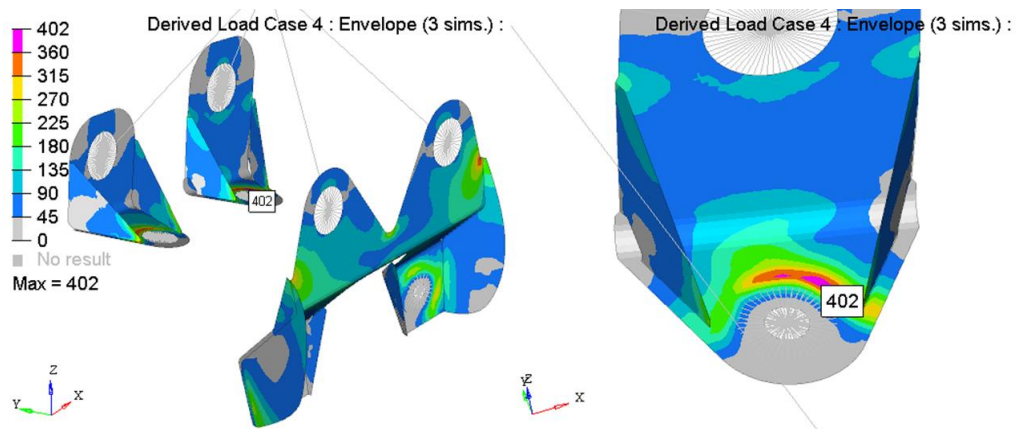 Derived Load Case 4 : Envelope (3 sims.) :
402
360
315
270
225
180
135
90
45
0
No result
Max = 402
402
Z
Y
X
Derived Load Case 4 : Envelope (3 sims.) :
402
Z
X